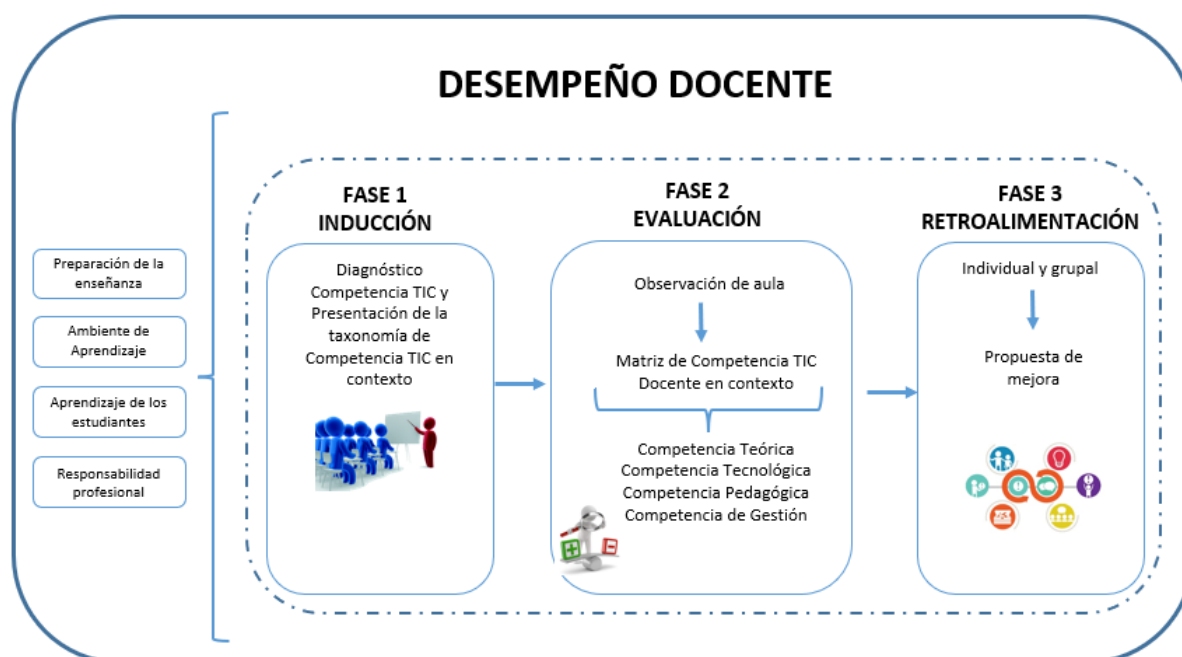 DESEMPEÑO DOCENTE
Preparación de la
enseñanza
Ambiente de
Aprendizaje
Aprendizaje de los
estudiantes
Responsabilidad
profesional
FASE 1
INDUCCIÓN
Diagnóstico
Competencia TIC y
Presentación de la
taxonomía de
Competencia TIC en
contexto
FASE 2
EVALUACIÓN
Observación de aula
Matriz de Competencia TIC
Docente en contexto
Competencia Teórica
Competencia Tecnológica
Competencia Pedagógica
Competencia de Gestión
FASE 3
RETROALIMENTACIÓN
Individual y grupal
Propuesta de
mejora